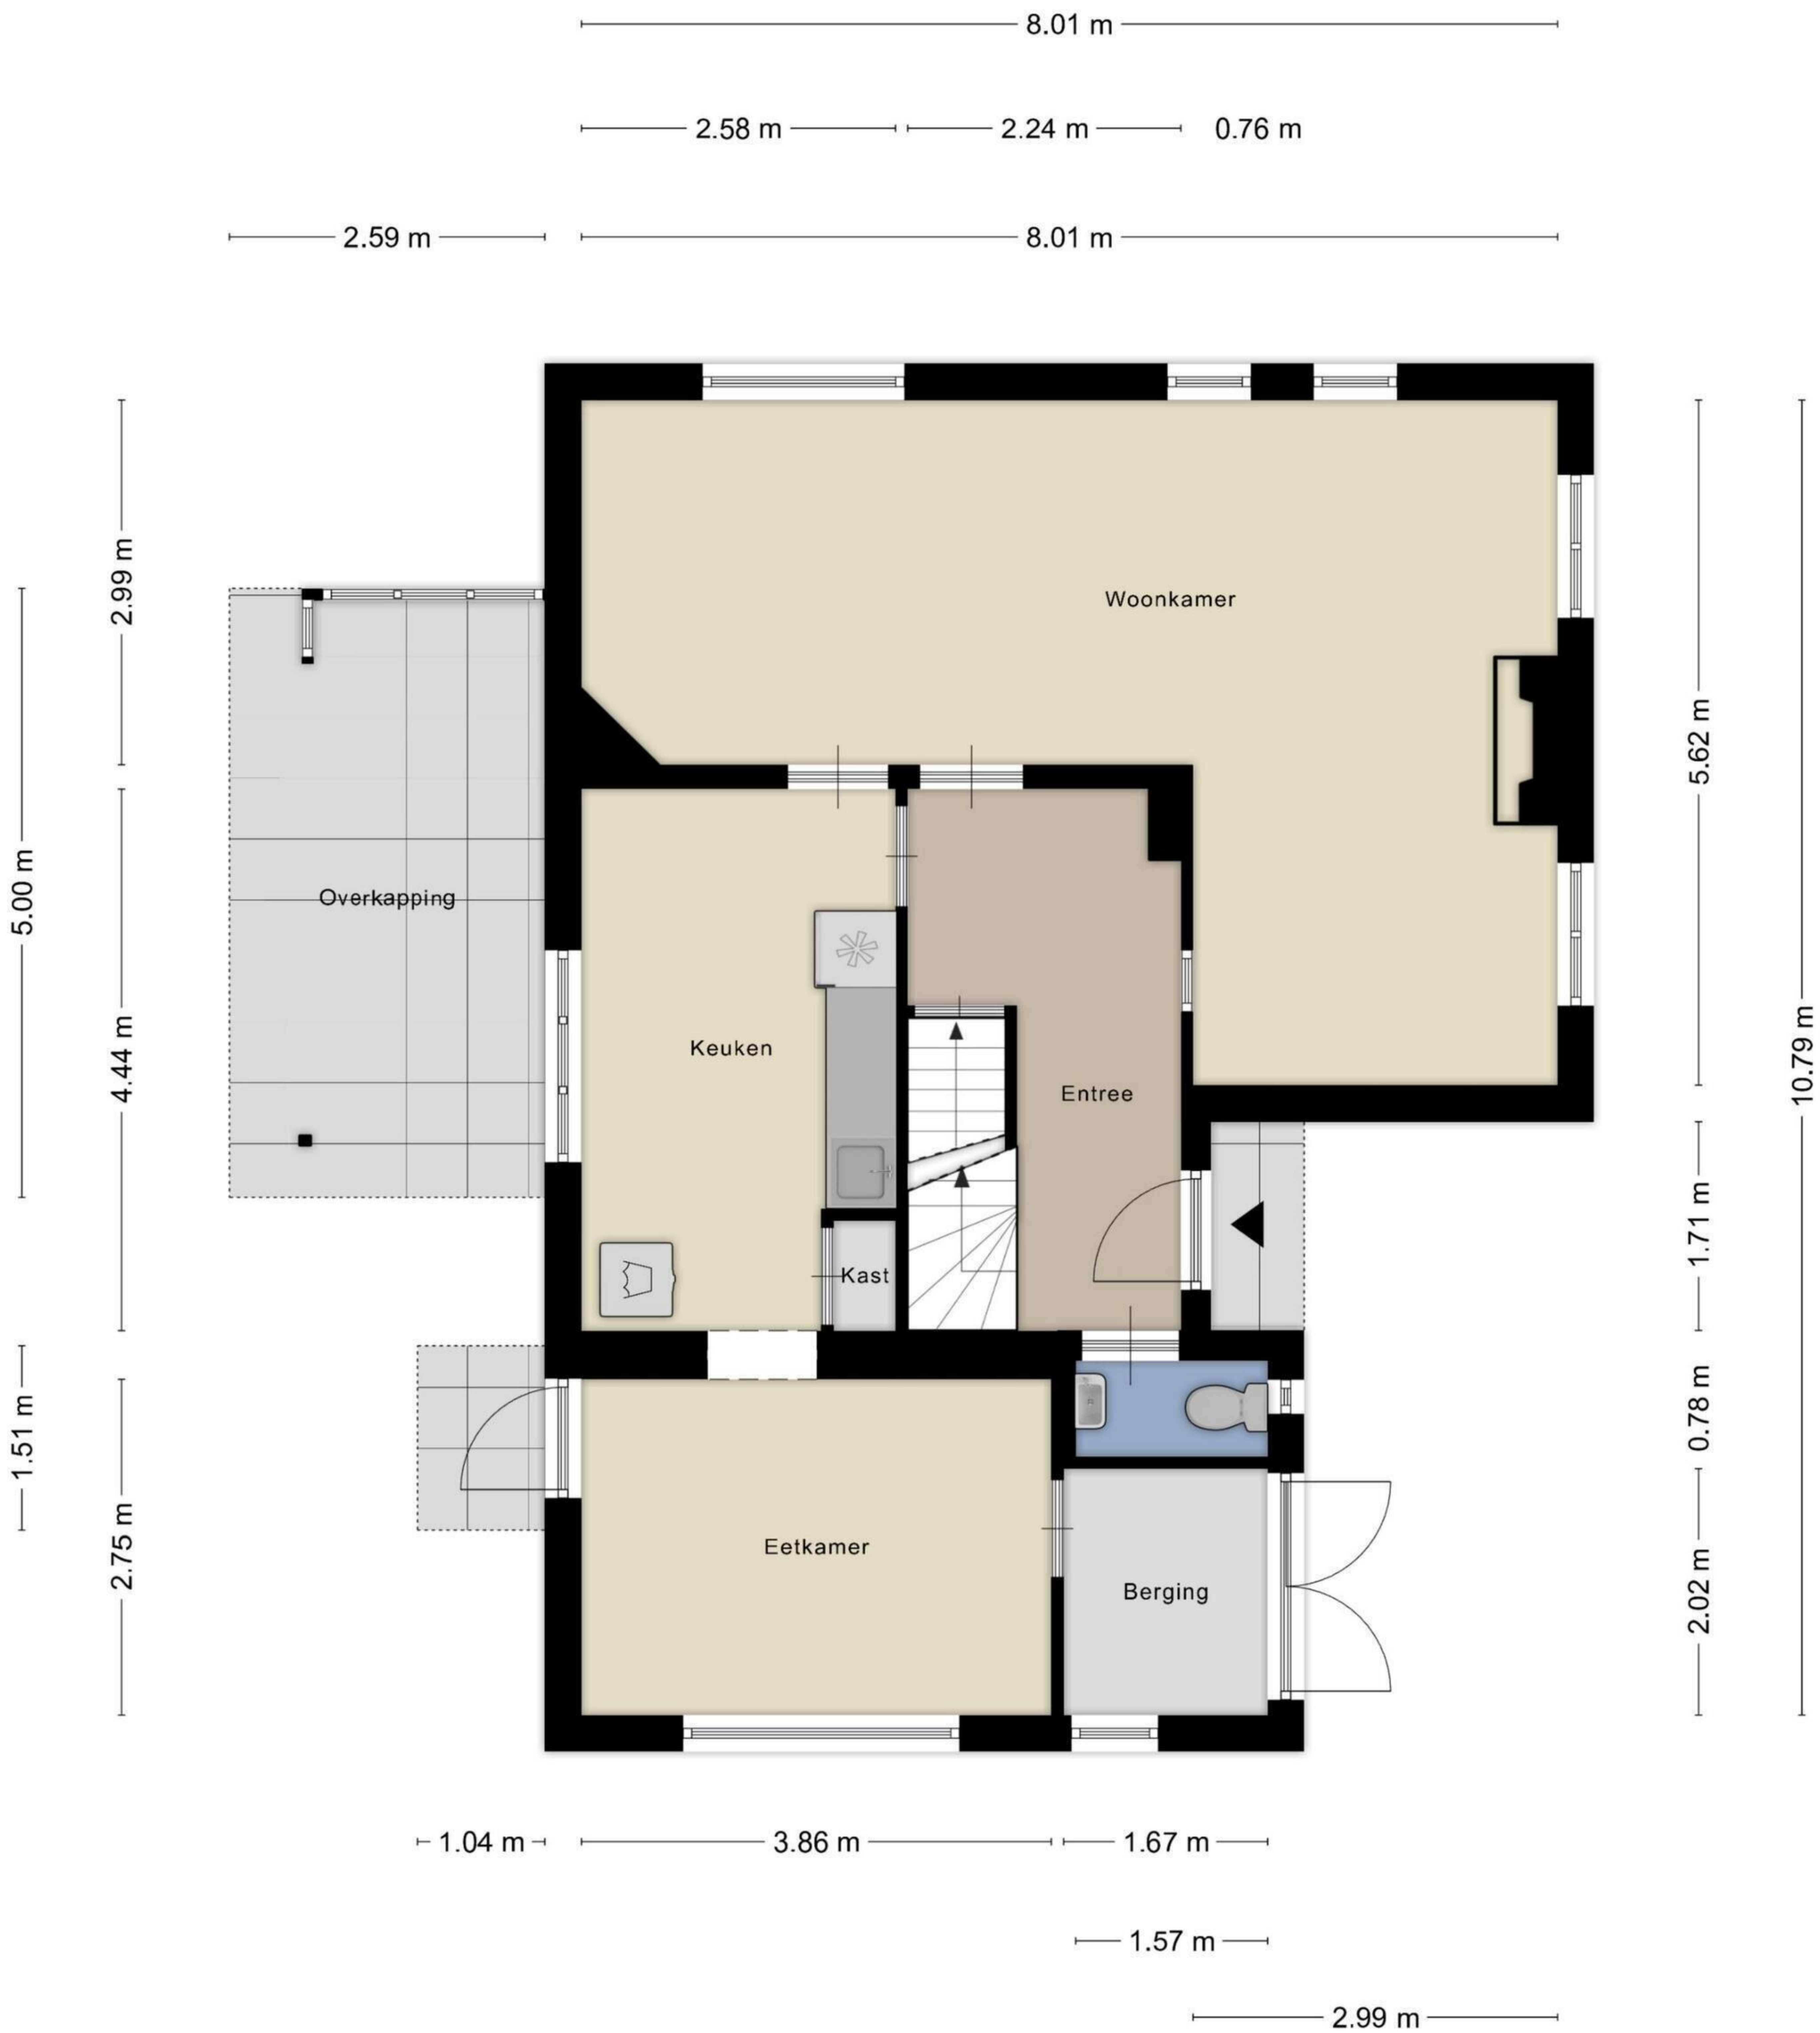 8.01 m
2.58 m
2.24 m
0.76 m
2.59 m
8.01 m
2.99 m
Woonkamer
5.62 m
5.00 m
Overkapping
10.79 m
4.44 m
Keuken
Entree
1.71 m
Kast
0.78 m
1.51 m
2.75 m
Eetkamer
Berging
2.02 m
1.04 m
3.86 m
1.67 m
1.57 m
2.99 m